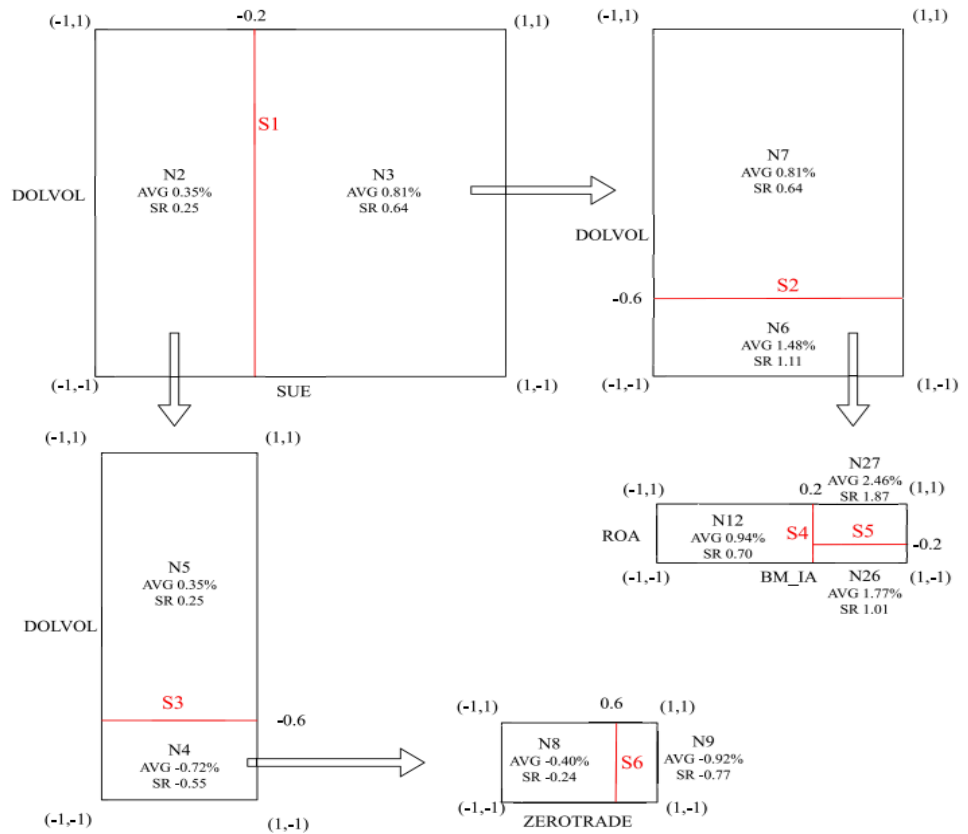 (-1,1)
-0.2
(1,1)
S1
N2
AVG 0.35%
SR 0.25
N3
AVG 0.81%
SR 0.64
DOLVOL
(-1,-1)
SUE
(1,-1)
(-1,1)
(1,1)
N7
AVG 0.81%
SR 0.64
DOLVOL
-0.6
S2
N6
AVG 1.48%
SR 1.11
(-1,-1)
(1,-1)
(-1,1)
(1,1)
N5
AVG 0.35%
SR 0.25
DOLVOL
S3
-0.6
N4
AVG -0.72%
SR -0.55
(-1,-1)
(1,-1)
N27
AVG 2.46%
SR 1.87
(-1,1)
0.2
(1,1)
ROA
N12
AVG 0.94%
SR 0.70
S4
S5
-0.2
(-1,-1)
BM_IA
N26
AVG 1.77%
SR 1.01
(1,-1)
(-1,1)
0.6
(1,1)
N8
AVG -0.40%
SR -0.24
S6
N9
AVG -0.92%
SR -0.77
(-1,-1)
(1,-1)
ZEROTRADE